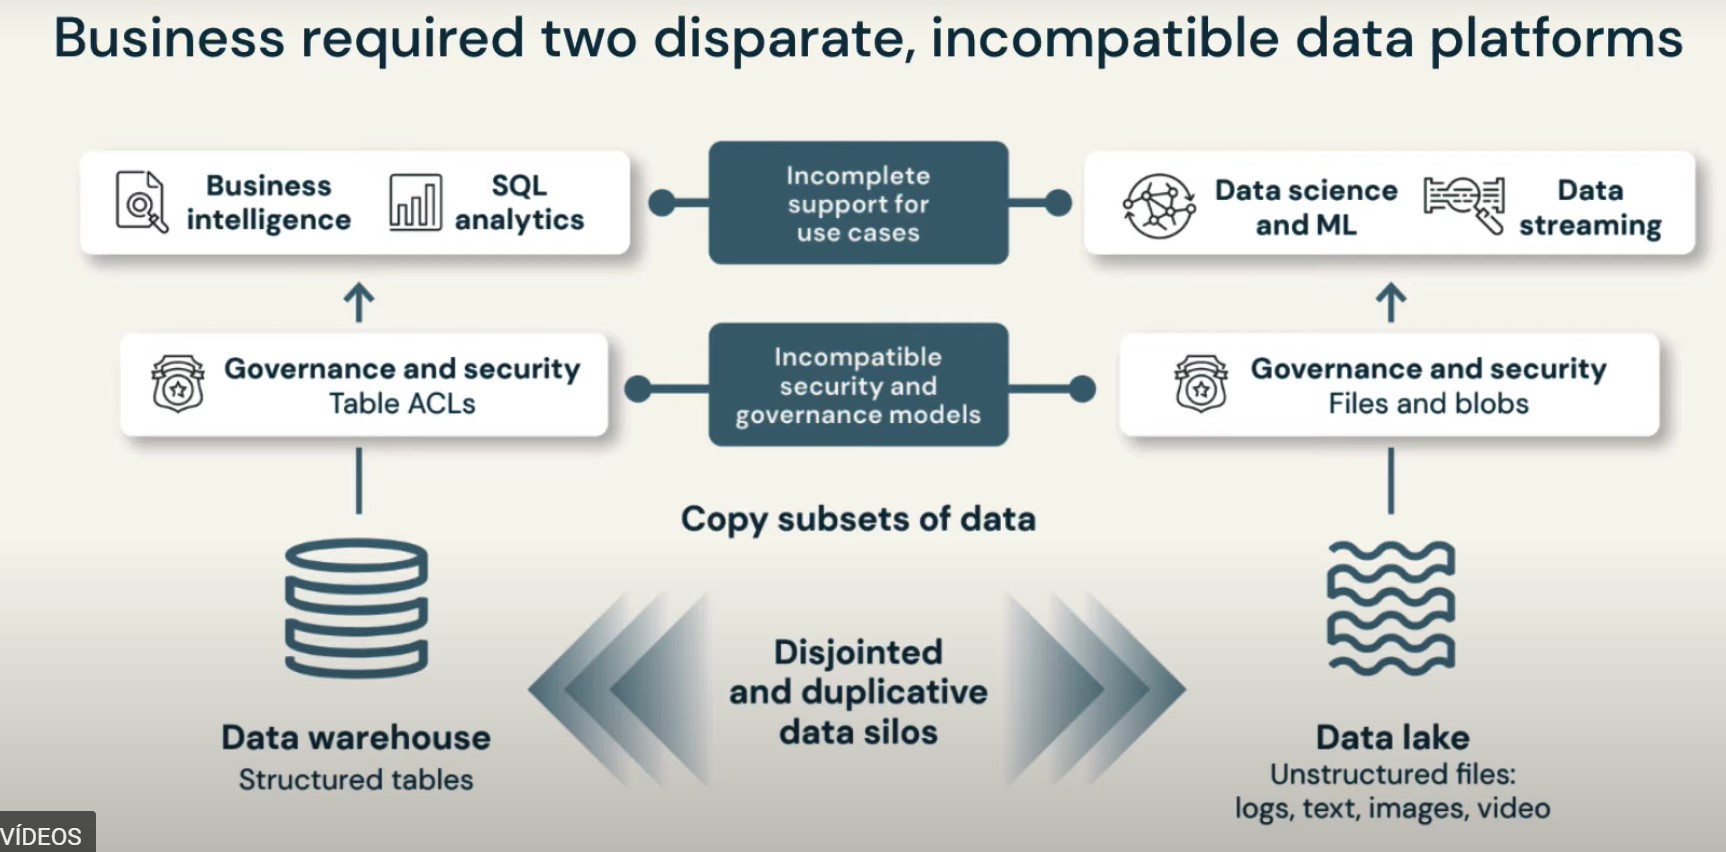 Business required two disparate, incompatible data platforms
Business
intelligence
SQL
analytics
Incomplete
support for
use cases
Data science
and ML
Data
streaming
Governance and security
Table ACLs
Incompatible
security and
governance models
Governance and security
Files and blobs
Copy subsets of data
Disjointed
and duplicative
data silos
Data warehouse
Structured tables
Data lake
Unstructured files:
logs, text, images, video
VÍDEOS